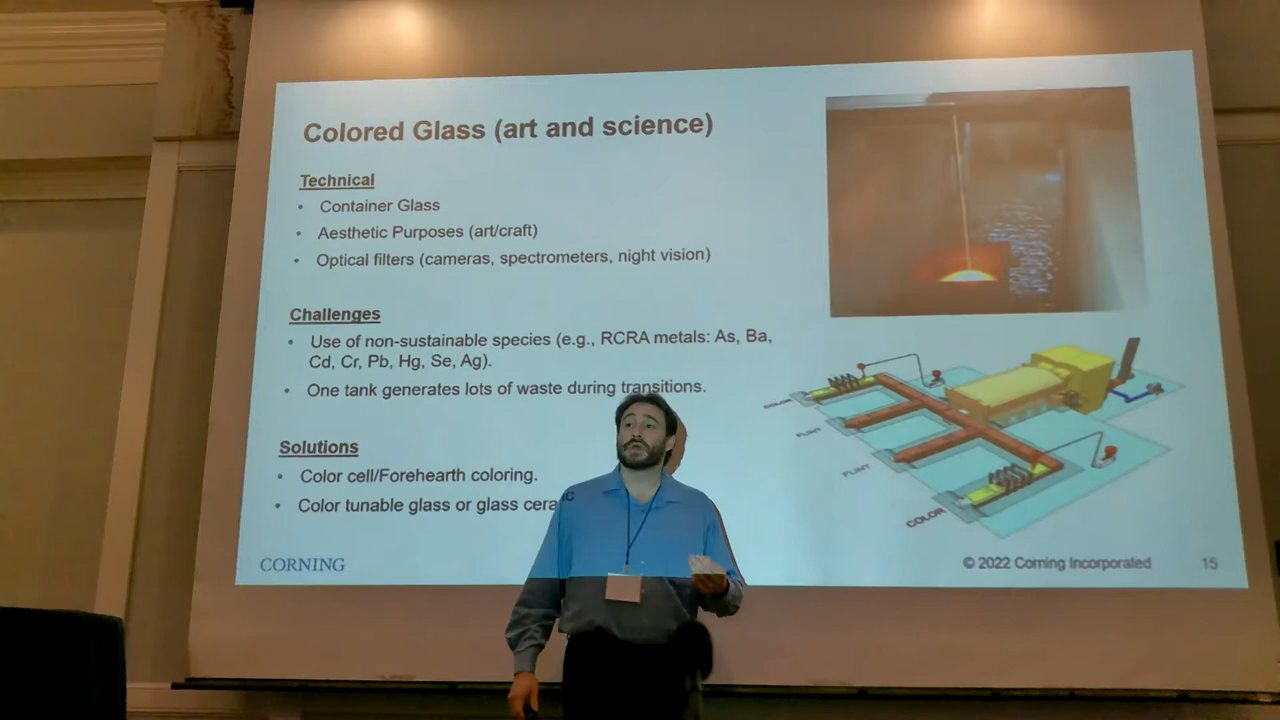 Colored Glass (art and science)
Technical
• Container Glass
• Aesthetic Purposes (art/craft)
• Optical filters (cameras, spectrometers, night vision)
Challenges
• Use of non-sustainable species (e.g., RCRA metals: As, Ba,
Cd, Cr, Pb, Hg, Se, Ag).
• One tank generates lots of waste during transitions.
Solutions
• Color cell/Forehearth coloring.
• Color tunable glass or glass
COLOR
FLINT
FLINT
COLOR
CORNING
© 2022 Corning Incorporated
15